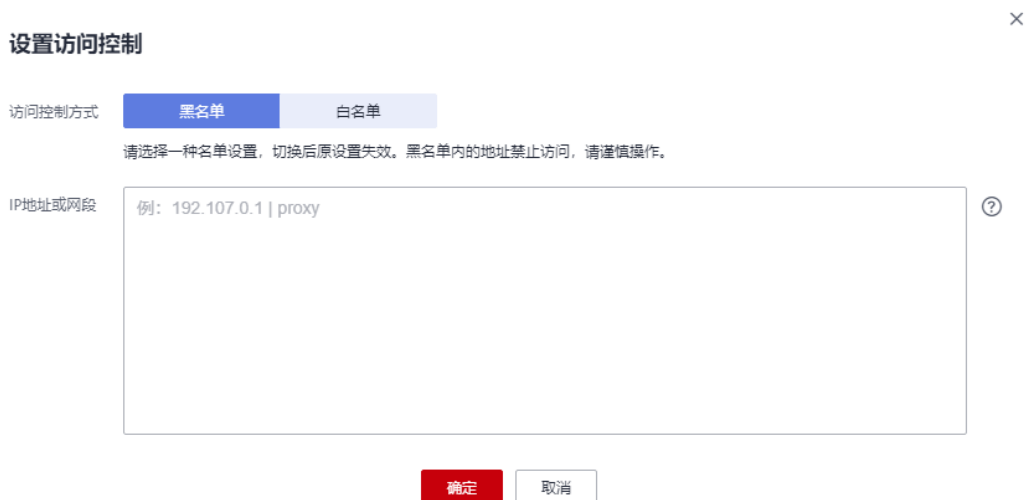 设置访问控制
访问控制方式
黑名单
白名单
请选择一种名单设置，切换后原设置失效。黑名单内的地址禁止访问，请谨慎操作。
IP地址或网段
例：192.107.0.1 | proxy
确定
取消